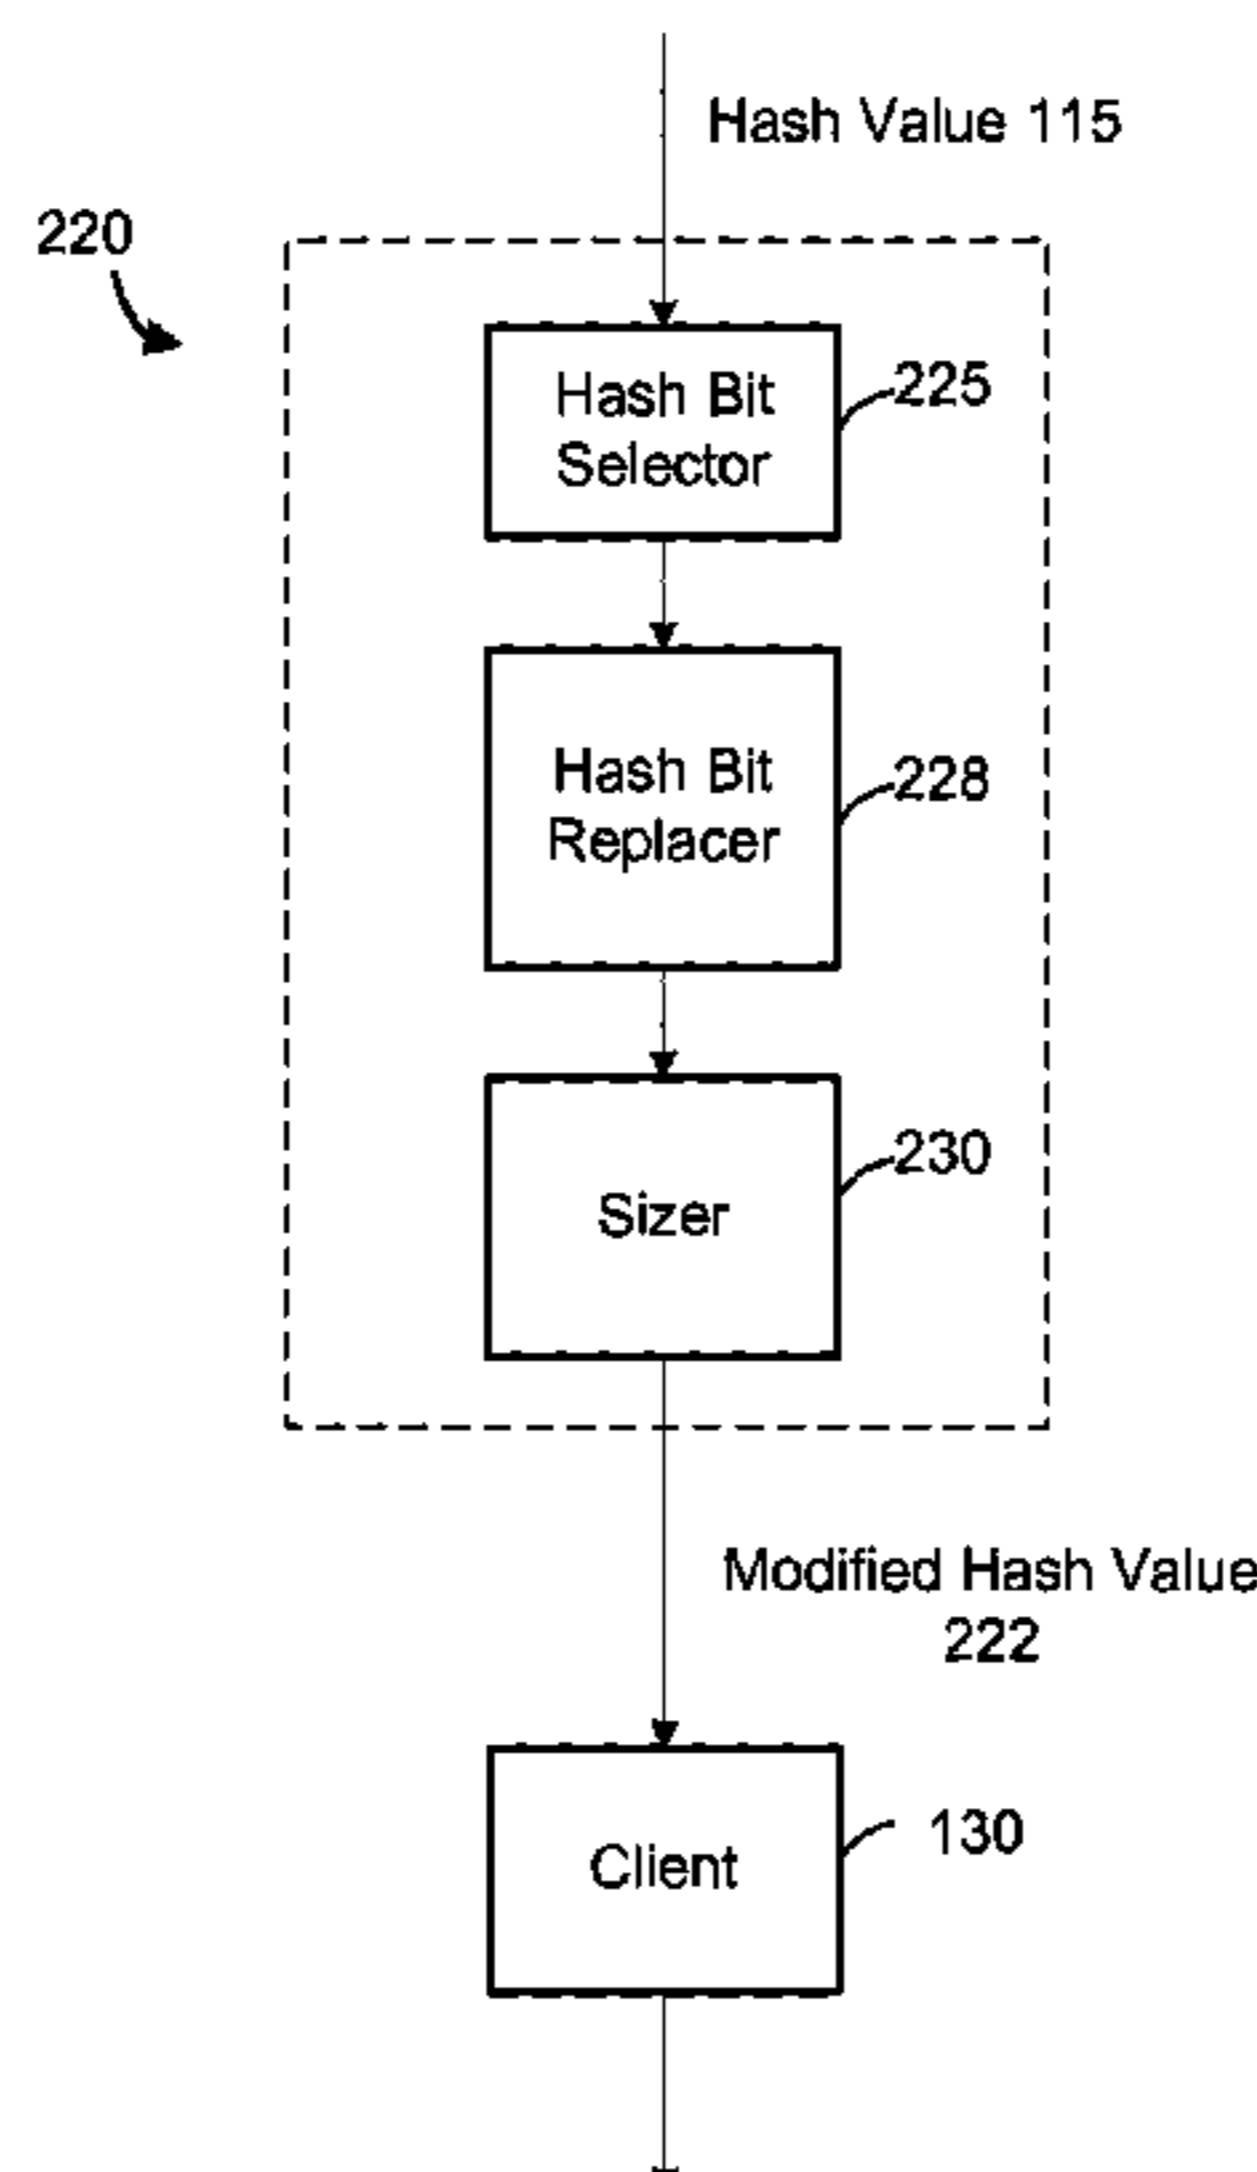 Hash Value 115
220
Hash Bit
Selector
225
Hash Bit
Replacer
228
230
Sizer
Modified Hash Value
222
130
Client